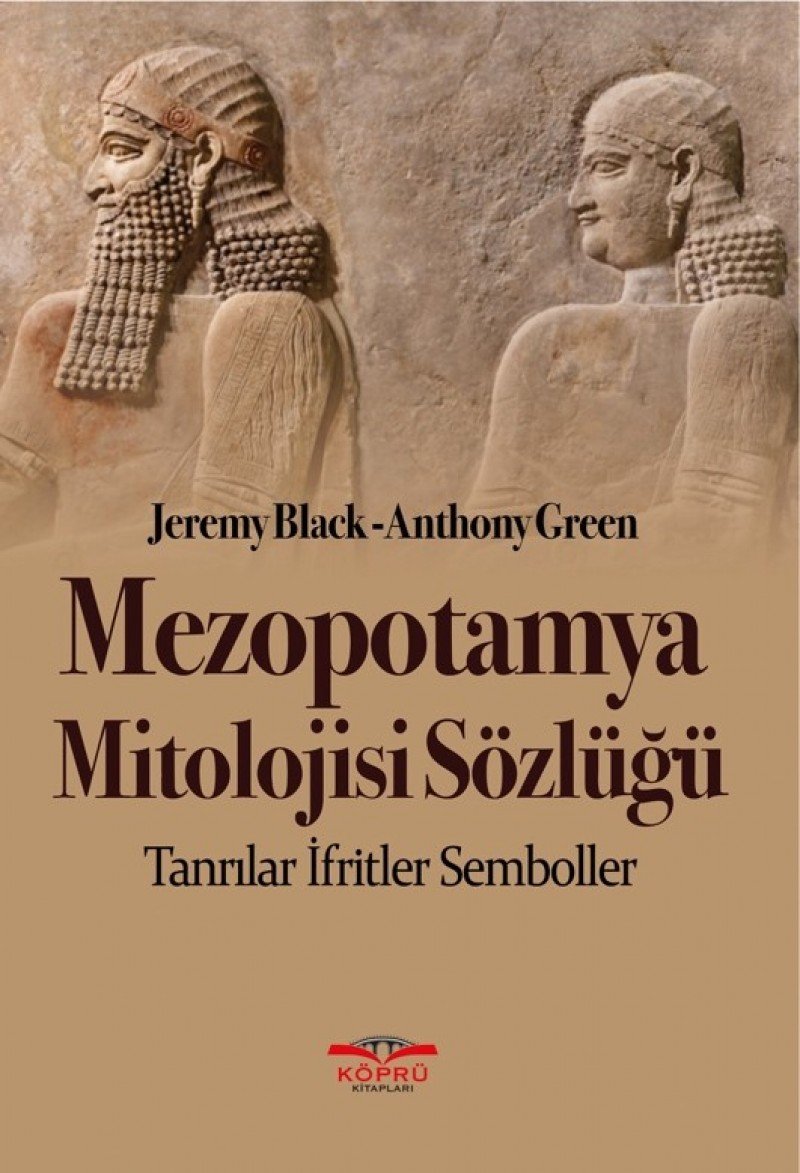 Jeremy Black - Anthony Green
Mezopotamya
Mitolojisi Sözlüğü
Tanrılar İfritler Semboller
KÖPRÜ
KİTAPLARI